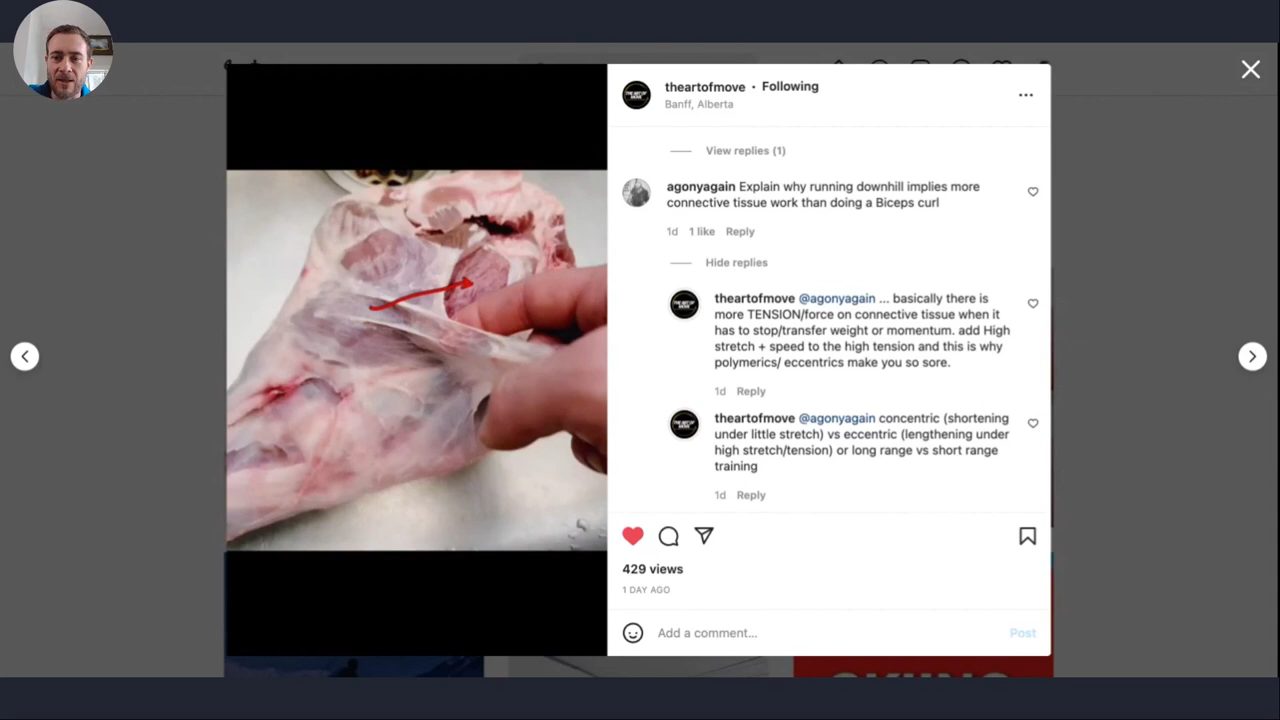 theartofmove • Following
Banff, Alberta
View replies (1)
agonyagain Explain why running downhill implies more
connective tissue work than doing a Biceps curl
1d 1 like Reply
Hide replies
theartofmove @agonyagain ... basically there is
more TENSION/force on connective tissue when it
has to stop/transfer weight or momentum. add High
stretch + speed to the high tension and this is why
polymerics/ eccentrics make you so sore.
1d Reply
theartofmove @agonyagain concentric (shortening
under little stretch) vs eccentric (lengthening under
high stretch/tension) or long range vs short range
training
1d Reply
429 views
1 DAY AGO
Add a comment...
Post